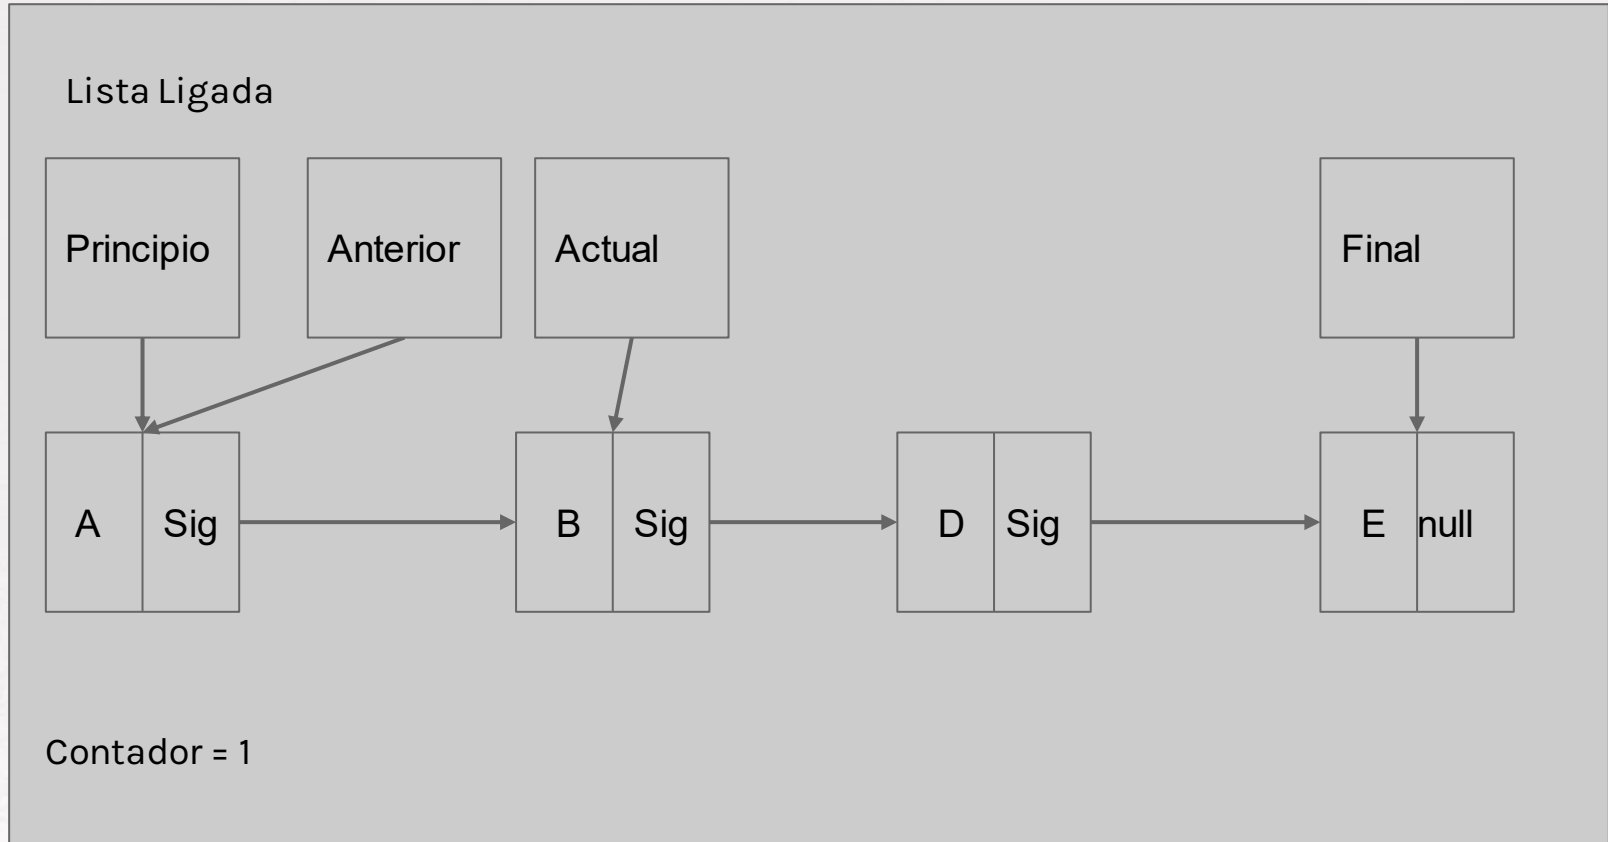 Lista Ligada
Principio
Anterior
Actual
Final
A Sig
B Sig
D Sig
E null
Contador = 1